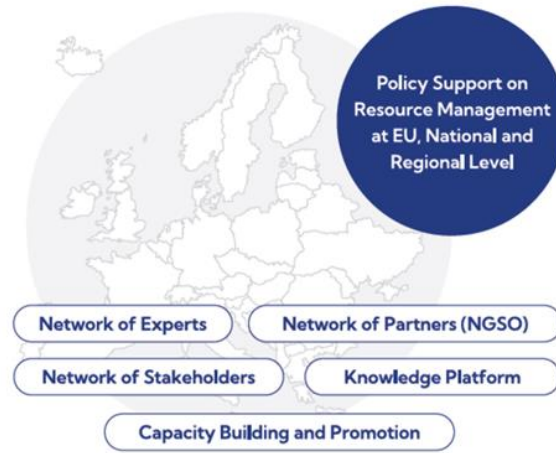 Policy Support on
Resource Management
at EU, National and
Regional Level
Network of Experts
Network of Partners (NGSO)
Network of Stakeholders
Knowledge Platform
Capacity Building and Promotion